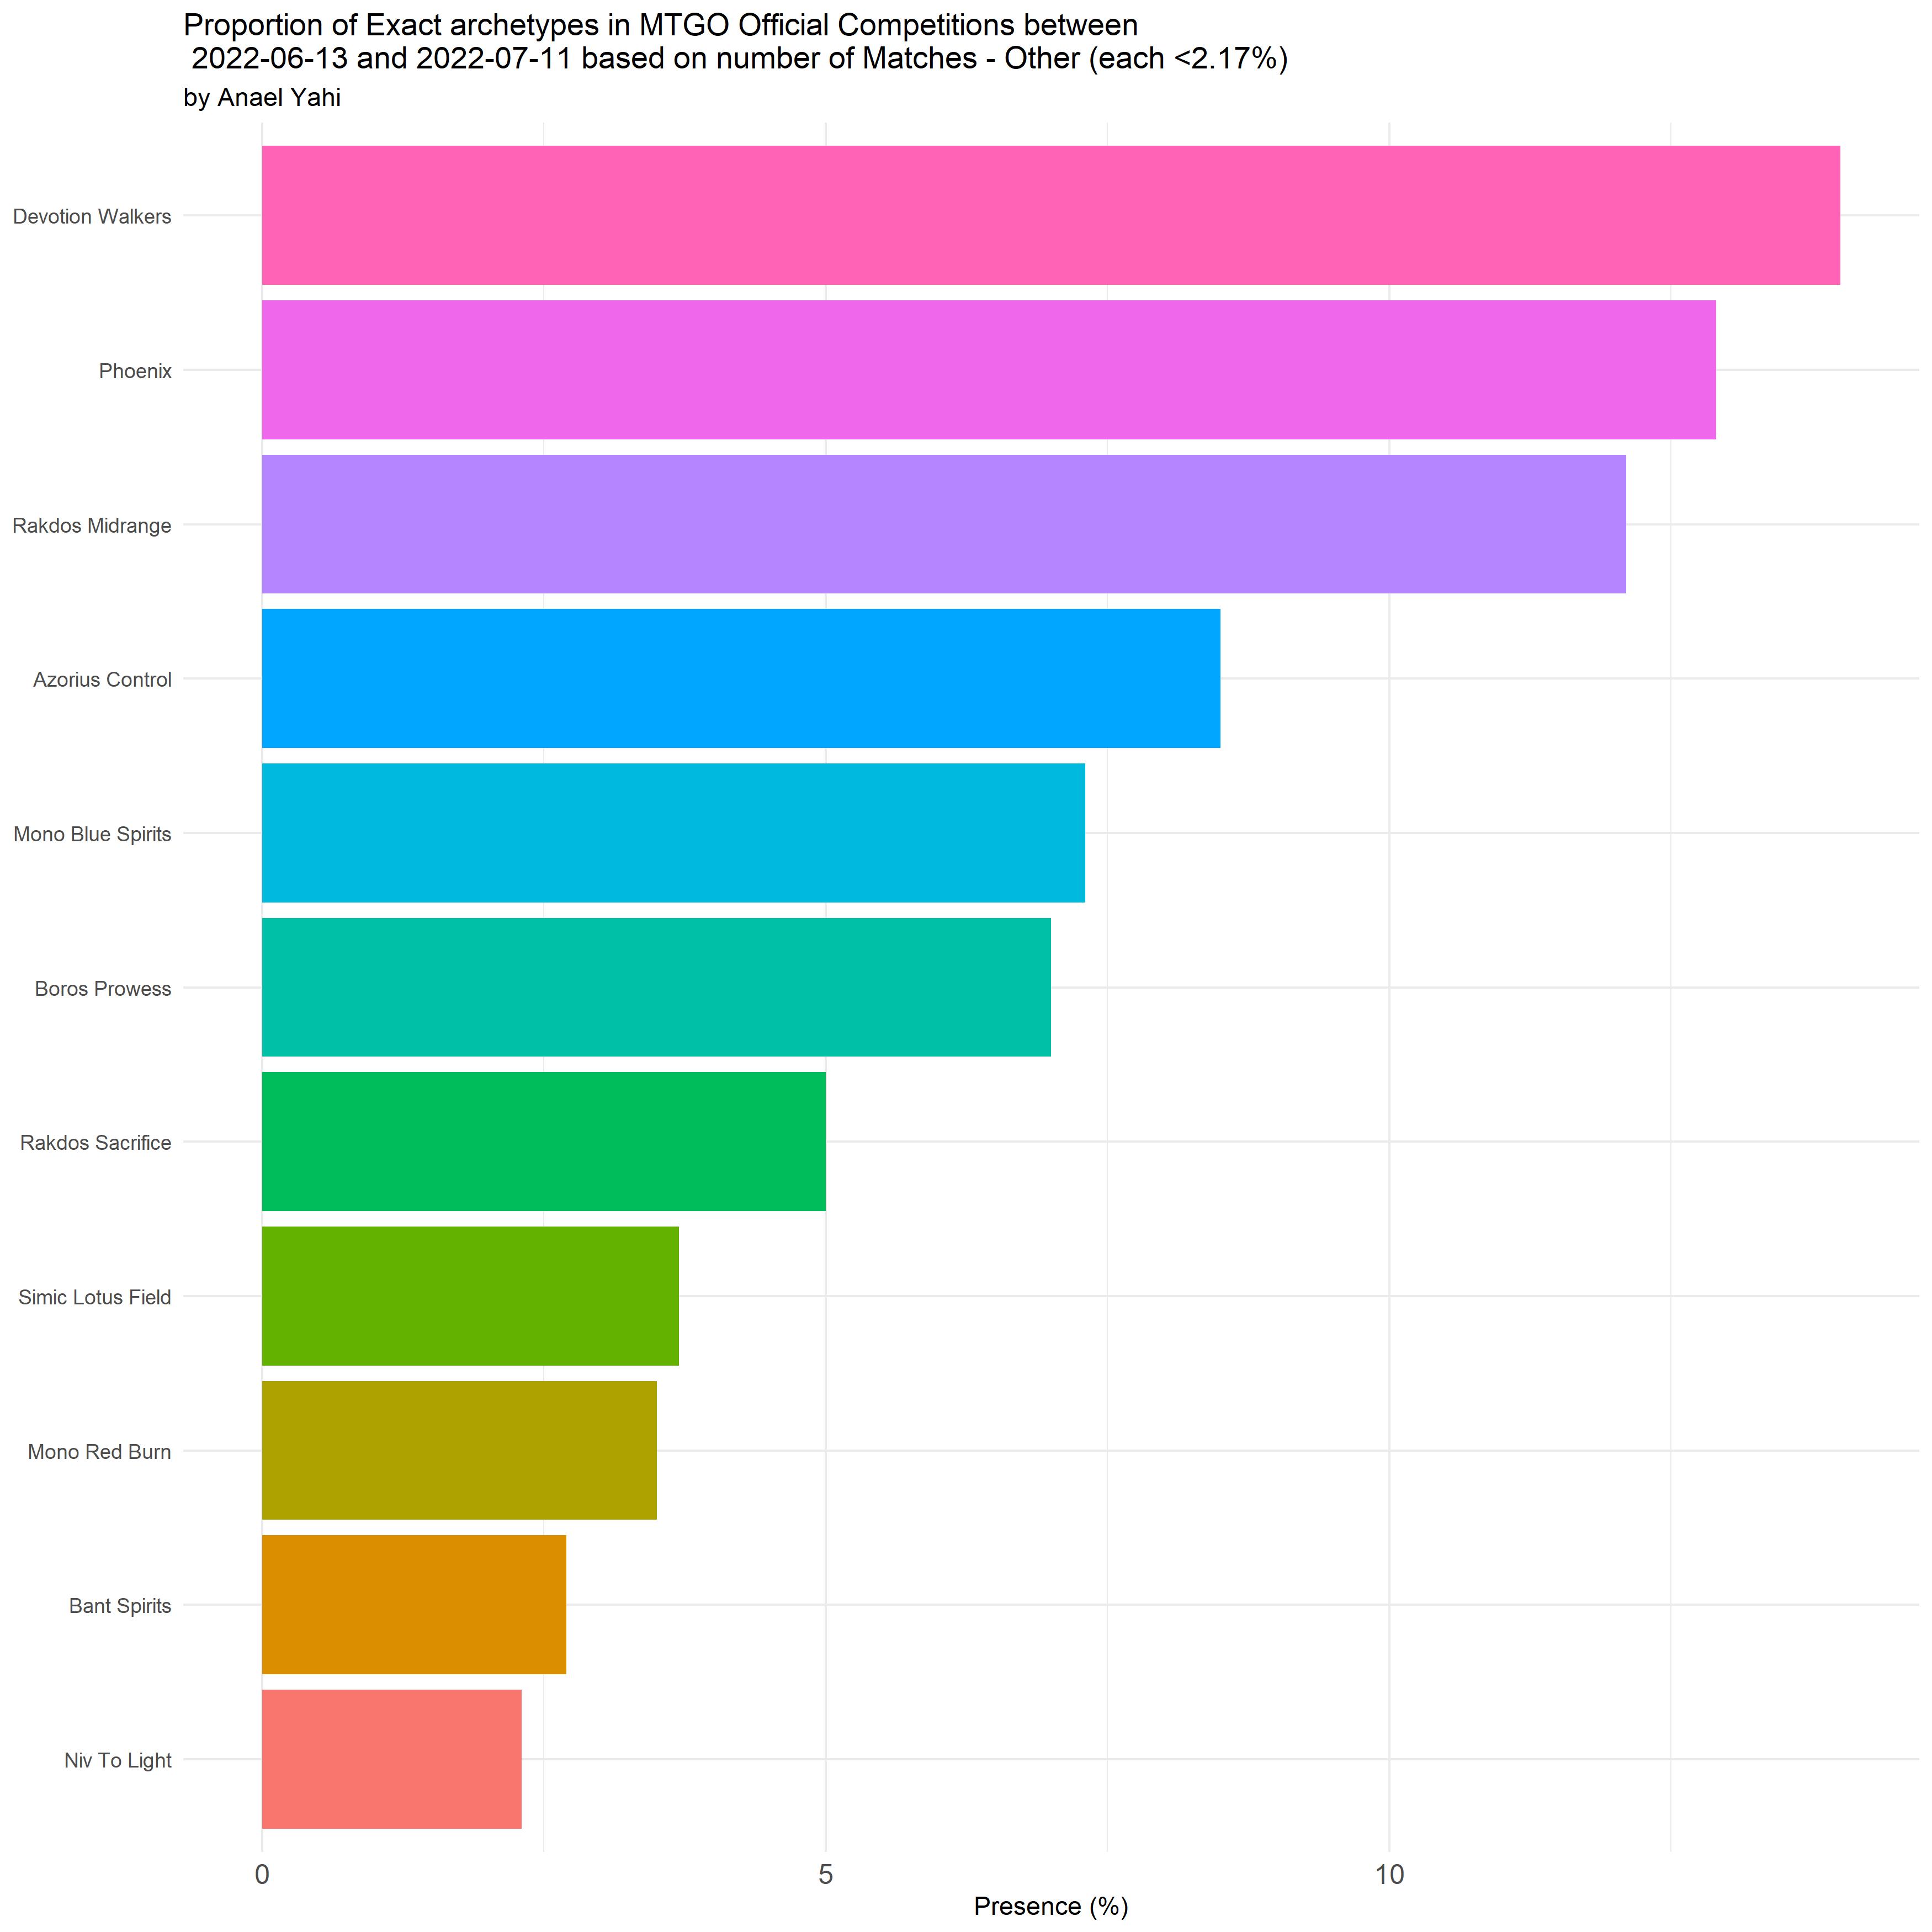 Proportion of Exact archetypes in MTGO Official Competitions between
2022-06-13 and 2022-07-11 based on number of Matches - Other (each <2.17%)
by Anael Yahi
Devotion Walkers
Phoenix
Rakdos Midrange
Azorius Control
Mono Blue Spirits
Boros Prowess
Rakdos Sacrifice
Simic Lotus Field
Mono Red Burn
Bant Spirits
Niv To Light
0 5 10
Presence (%)